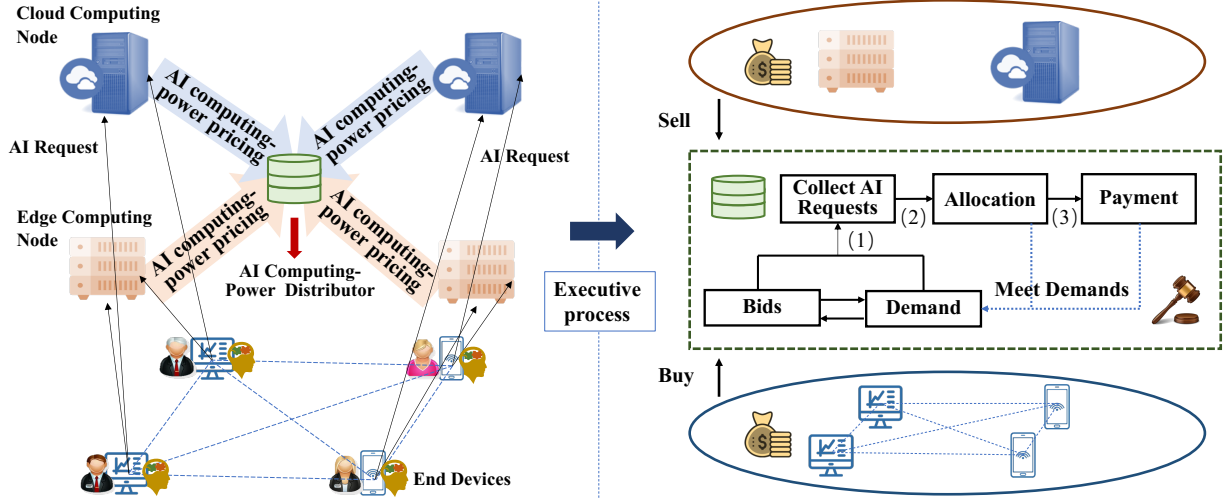 Cloud Computing
Node
AI computing-
power pricing
AI computing-
power pricing
AI Request
AI Request
Edge Computing
Node
AI computing-
power pricing
AI computing-
power pricing
AI Computing-
Power Distributor
End Devices
Executive
process
$
Sell
Collect AI
Requests
(2)
Allocation
(3)
Payment
(1)
Bids
Demand
Meet Demands
Buy
$